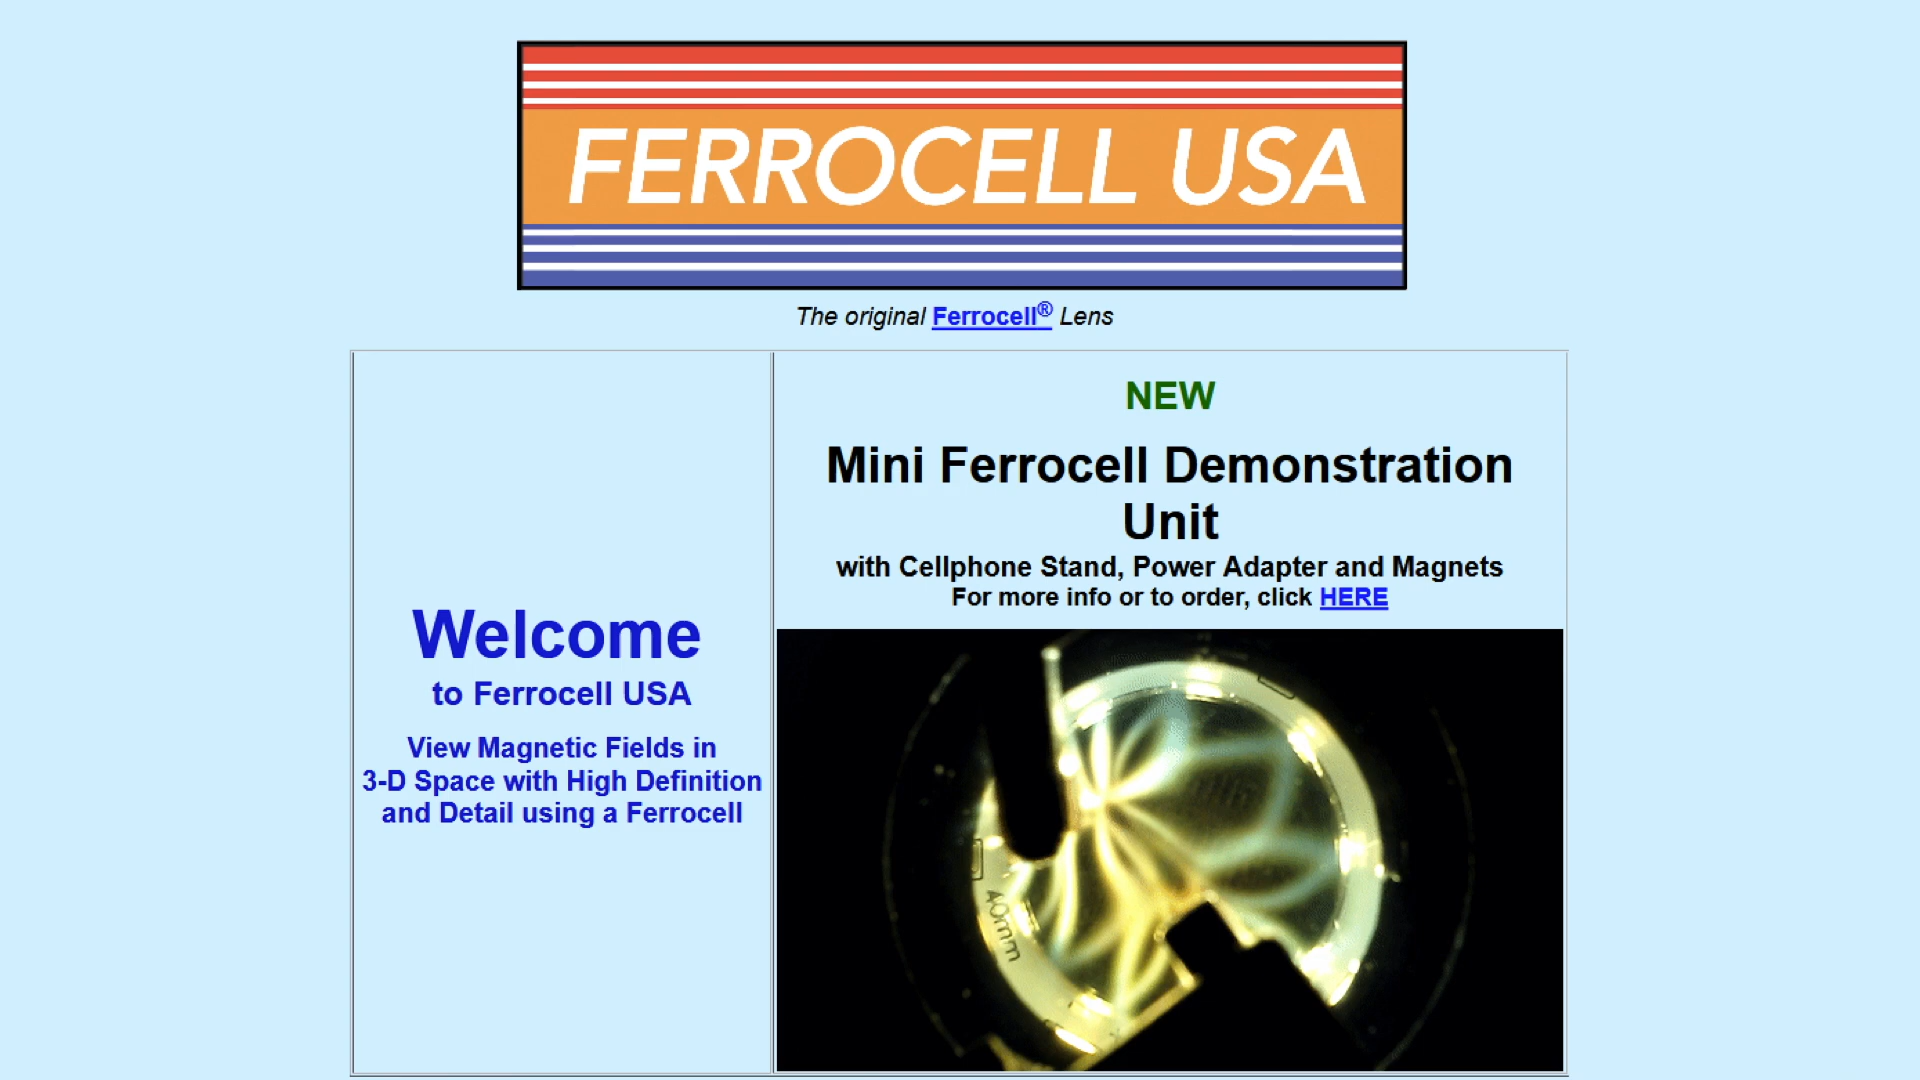 FERROCELL USA
The original Ferrocell® Lens
Welcome
to Ferrocell USA
View Magnetic Fields in
3-D Space with High Definition
and Detail using a Ferrocell
NEW
Mini Ferrocell Demonstration
Unit
with Cellphone Stand, Power Adapter and Magnets
For more info or to order, click HERE
40mm